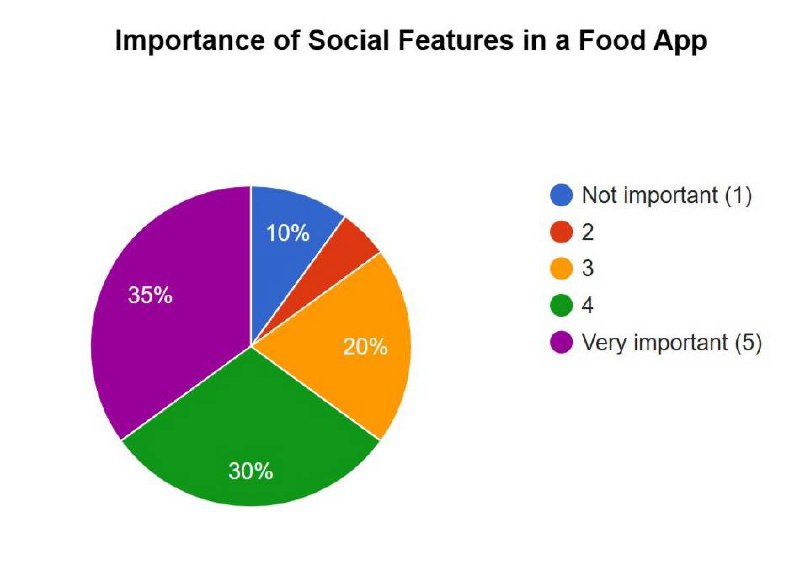 Importance of Social Features in a Food App
10%
20%
30%
35%
Not important (1)
2
3
4
Very important (5)